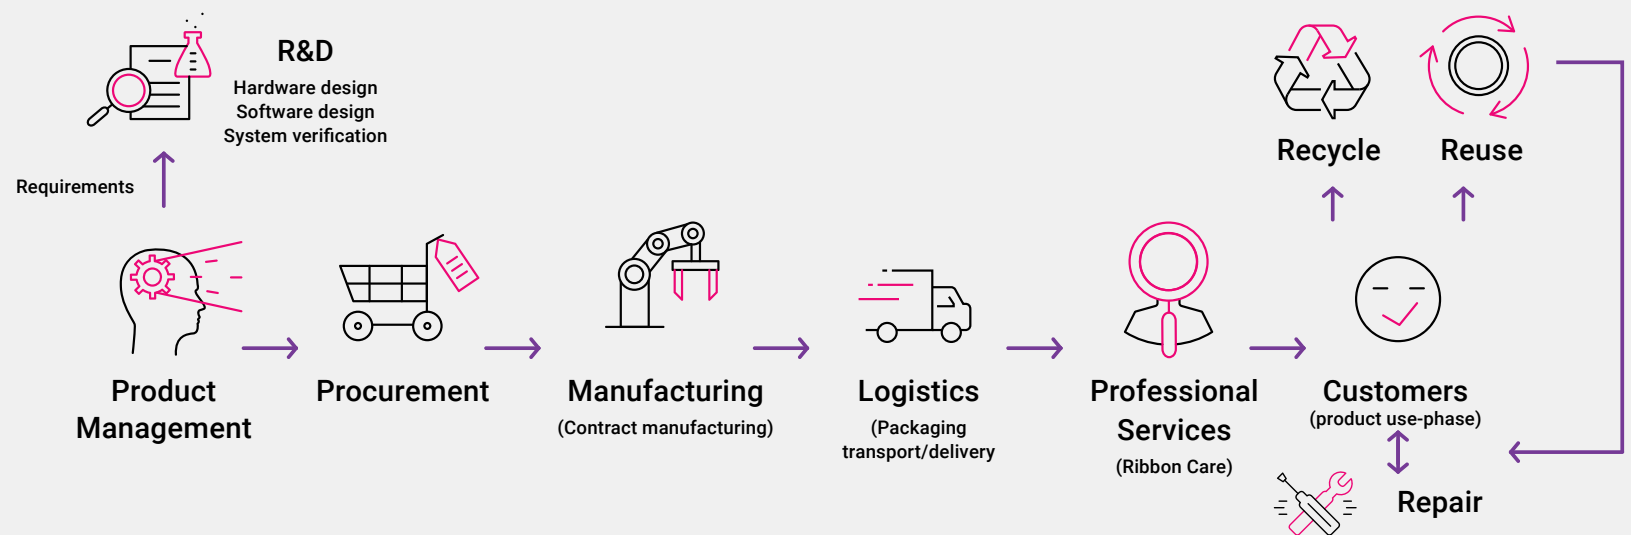 R&D
Hardware design
Software design
System verification
Requirements
Recycle
Reuse
Product
Management
Procurement
Manufacturing
(Contract manufacturing)
Logistics
(Packaging
transport/delivery
Professional
Services
(Ribbon Care)
Customers
(product use-phase)
Repair